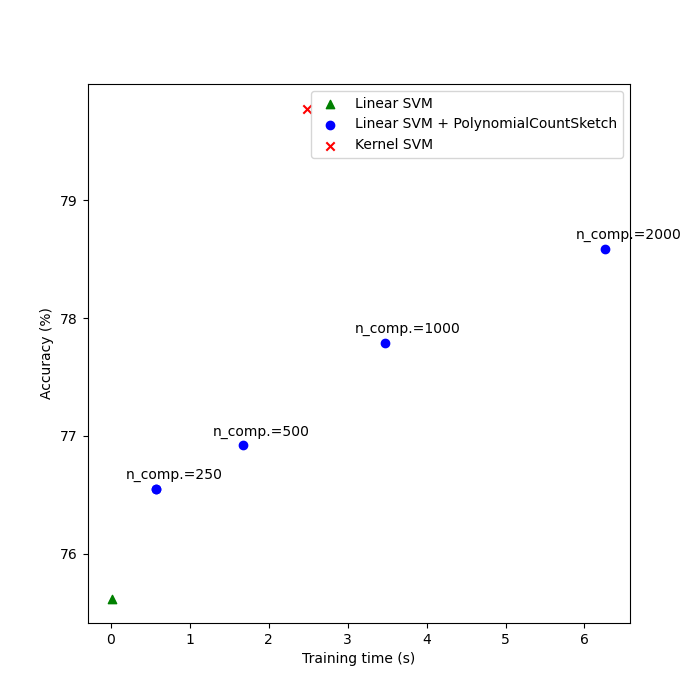 Linear SVM
Linear SVM + PolynomialCountSketch
Kernel SVM
79
n_comp.=2000
78
n_comp.=1000
77
n_comp.=500
n_comp.=250
76
Accuracy (%)
0 1 2 3 4 5 6
Training time (s)